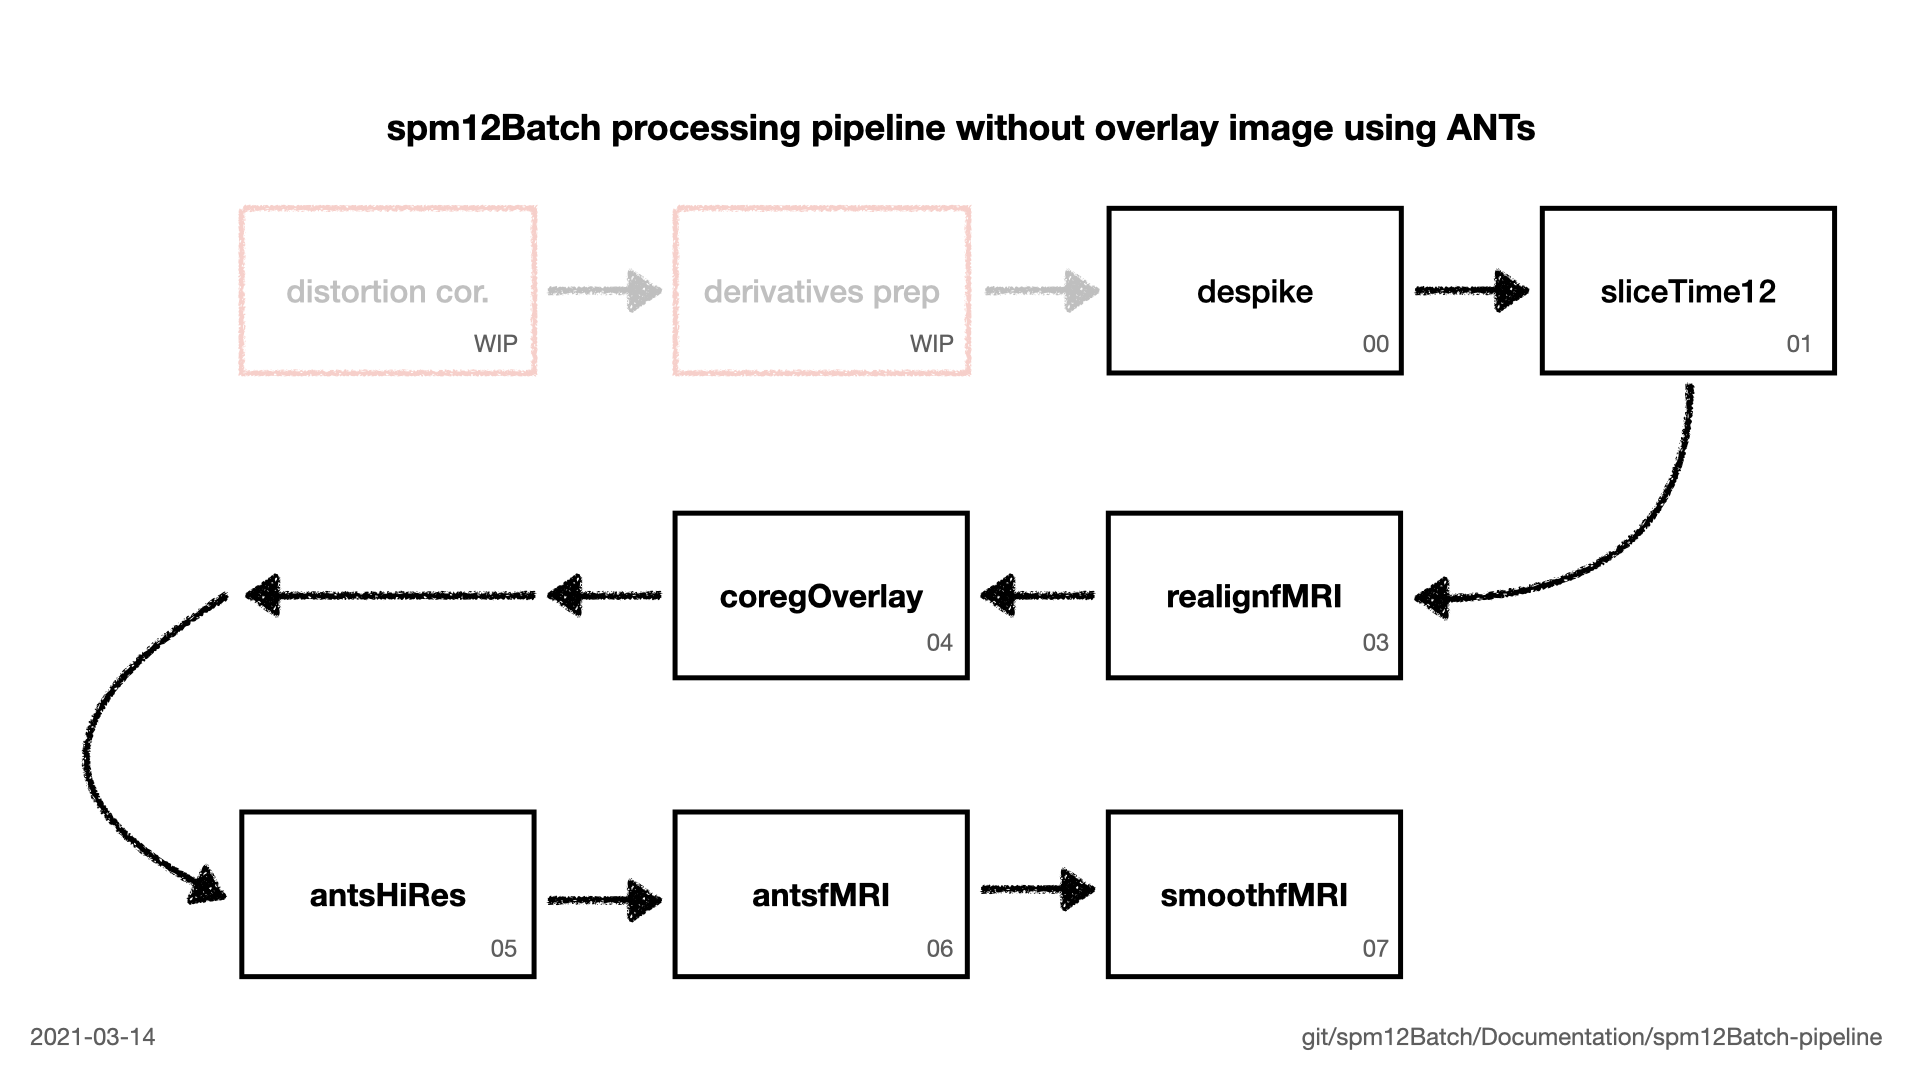 spm12Batch processing pipeline without overlay image using ANTs
distortion cor.
WIP
derivatives prep
WIP
despike
00
sliceTime12
01
realignfMRI
03
coregOverlay
04
antsHiRes
05
antsfMRI
06
smoothfMRI
07
2021-03-14
git/spm12Batch/Documentation/spm12Batch-pipeline